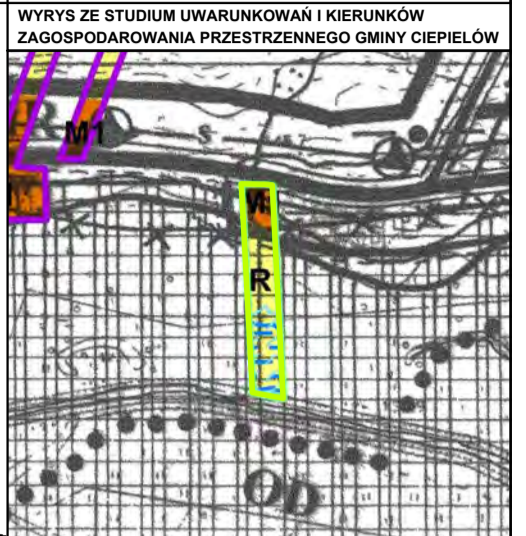 WYRYS ZE STUDIUM UWARUNKOWAŃ I KIERUNKÓW
ZAGOSPODAROWANIA PRZESTRZENNEGO GMINY CIEPIELÓW
M1
R
OD